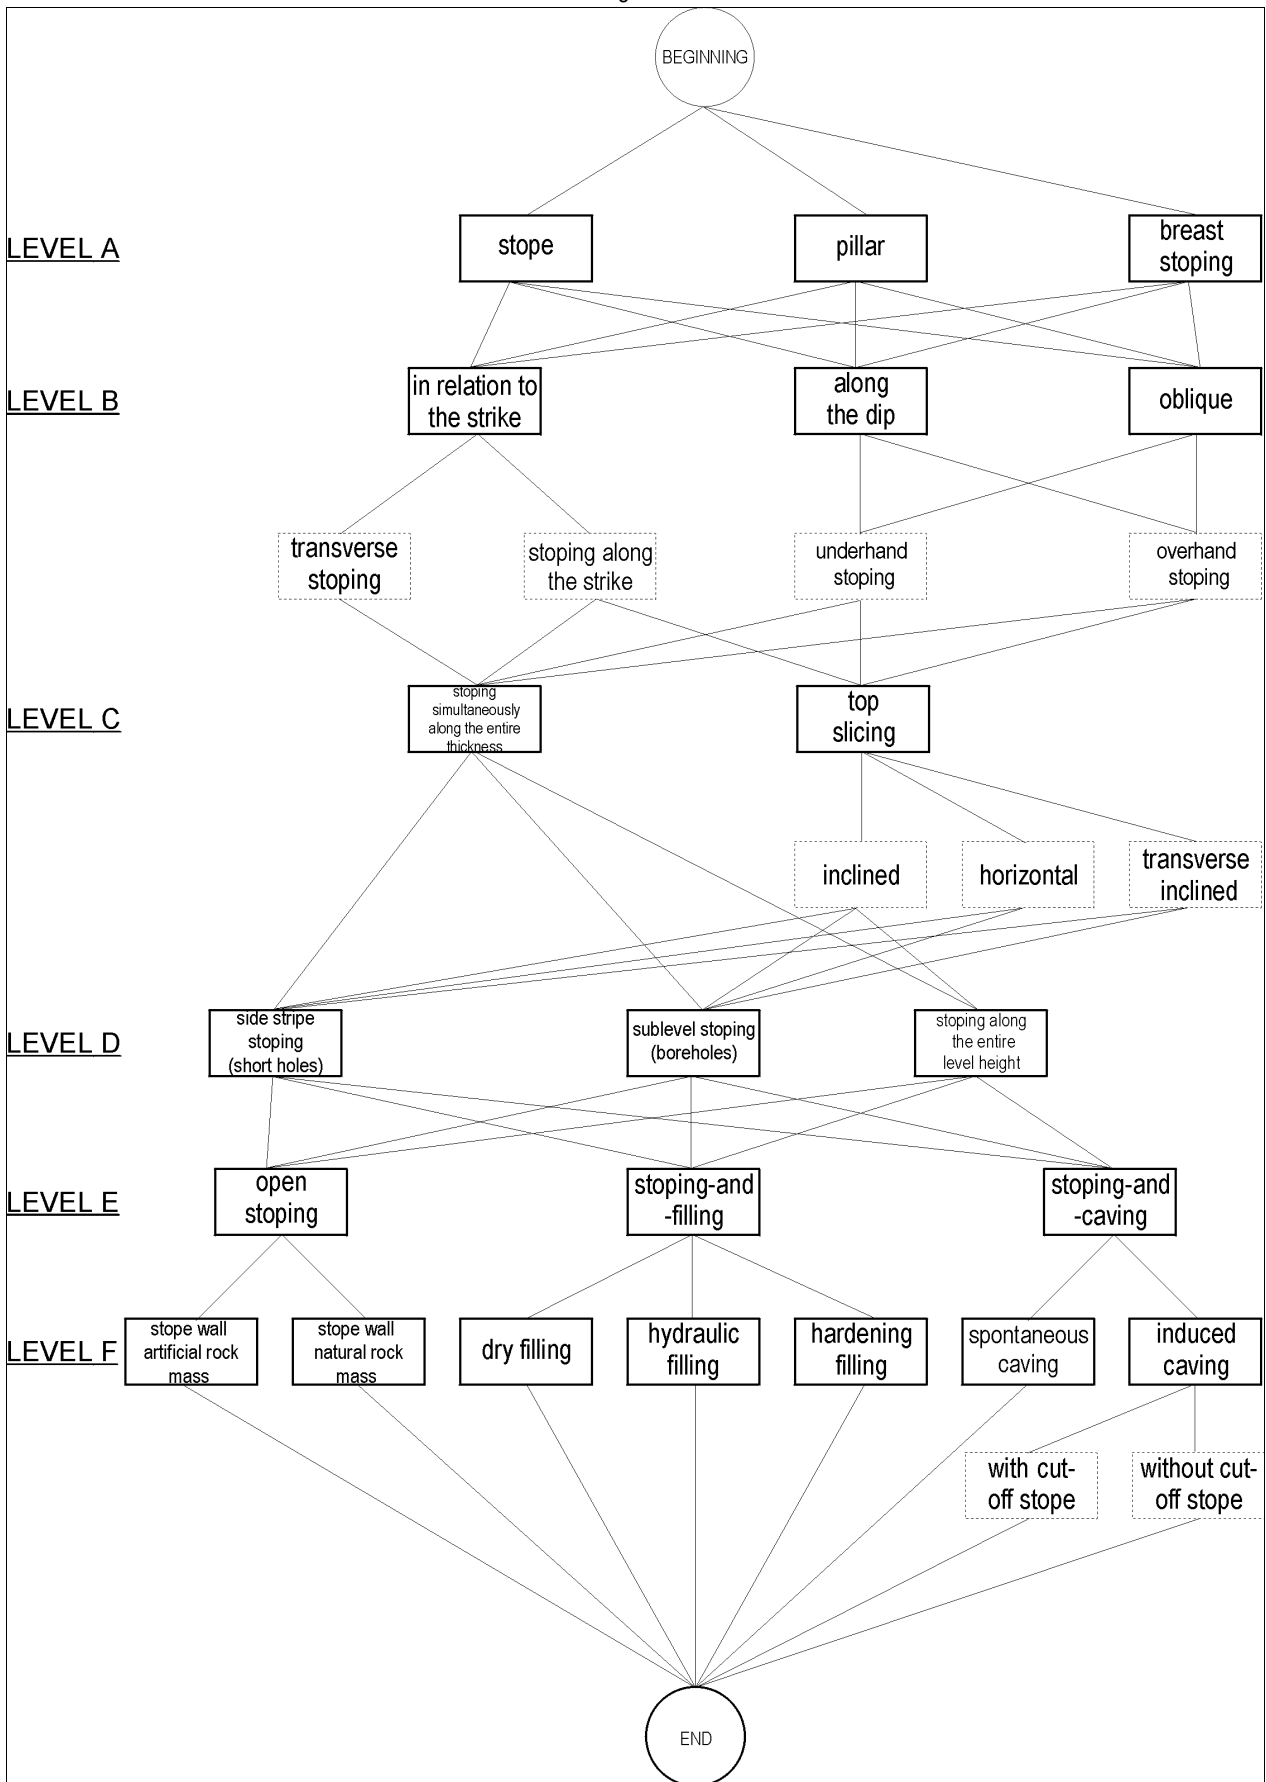 BEGINNING
LEVEL A
stope
pillar
breast
stoping
LEVEL B
in relation to
the strike
along
the dip
oblique
transverse
stoping
stoping along
the strike
underhand
stoping
overhand
stoping
LEVEL C
stoping
simultaneously
along the entire
thickness
top
slicing
inclined
horizontal
transverse
inclined
LEVEL D
side stripe
stoping
(short holes)
sublevel stoping
(boreholes)
stoping along
the entire
level height
LEVEL E
open
stoping
stoping-and
-filling
stoping-and
-caving
LEVEL F
stope wall
artificial rock
mass
stope wall
natural rock
mass
dry filling
hydraulic
filling
hardening
filling
spontaneous
caving
induced
caving
with cut-
off stope
without cut-
off stope
END